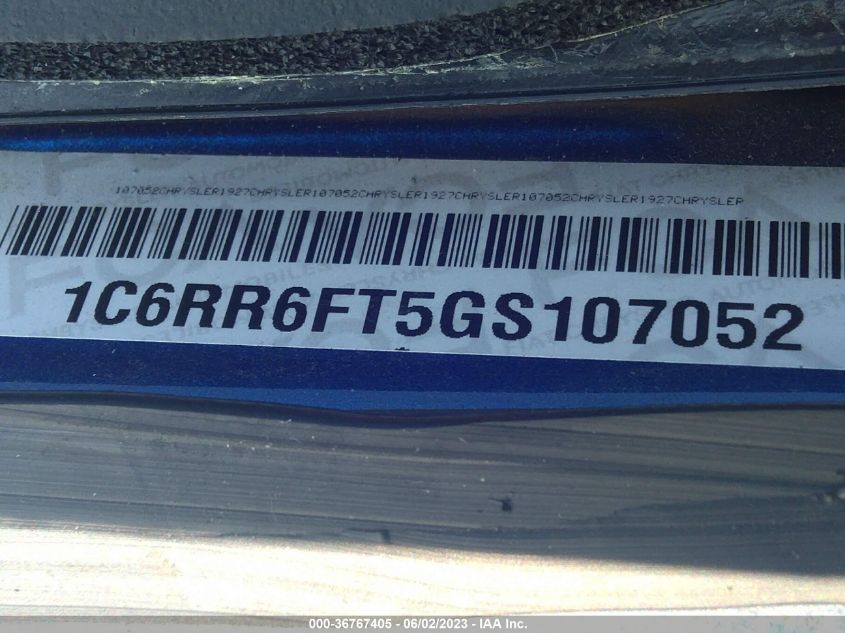 107052CHRYSLER1927CHRYSLER107052CHRYSLER1927CHRYSLER107052CHRYSLER1927CHRYSLER
1C6RR6FT5GS107052
000-36767405 - 06/02/2023 - IAA Inc.